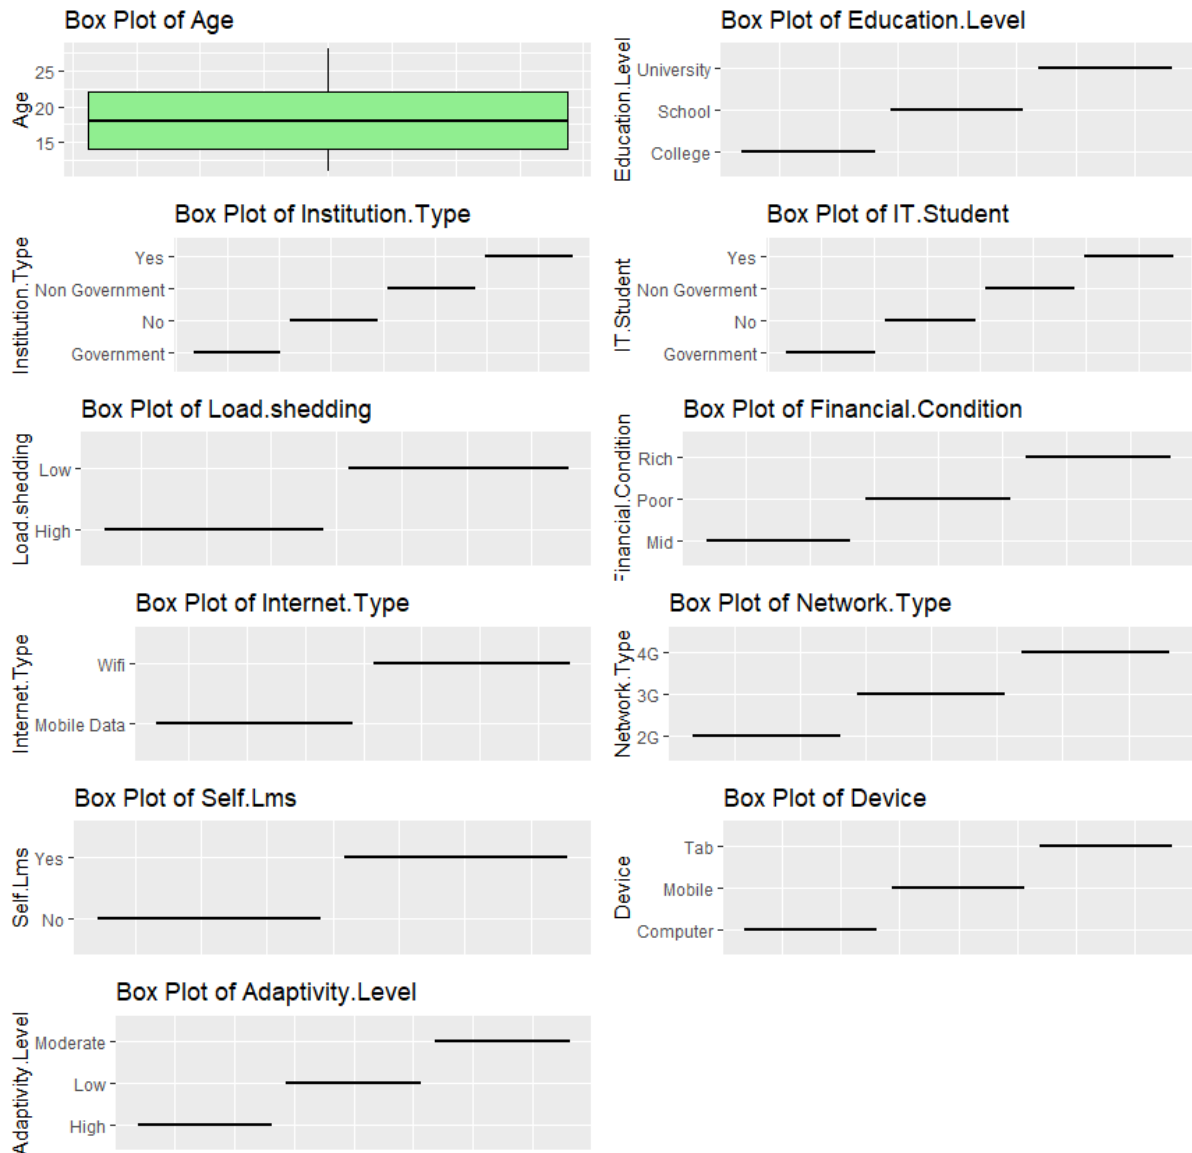 Box Plot of Age
Age
25
20
15
Box Plot of Education.Level
Education.Level
University
School
College
Box Plot of Institution.Type
Institution.Type
Yes
Non Government
No
Government
Box Plot of IT.Student
IT.Student
Yes
Non Goverment
No
Government
Box Plot of Load.shedding
Load.shedding
Low
High
Box Plot of Financial.Condition
Financial.Condition
Rich
Poor
Mid
Box Plot of Internet.Type
Internet.Type
Wifi
Mobile Data
Box Plot of Network.Type
Network.Type
4G
3G
2G
Box Plot of Self.Lms
Self.Lms
Yes
No
Box Plot of Device
Device
Tab
Mobile
Computer
Box Plot of Adaptivity.Level
Adaptivity.Level
Moderate
Low
High